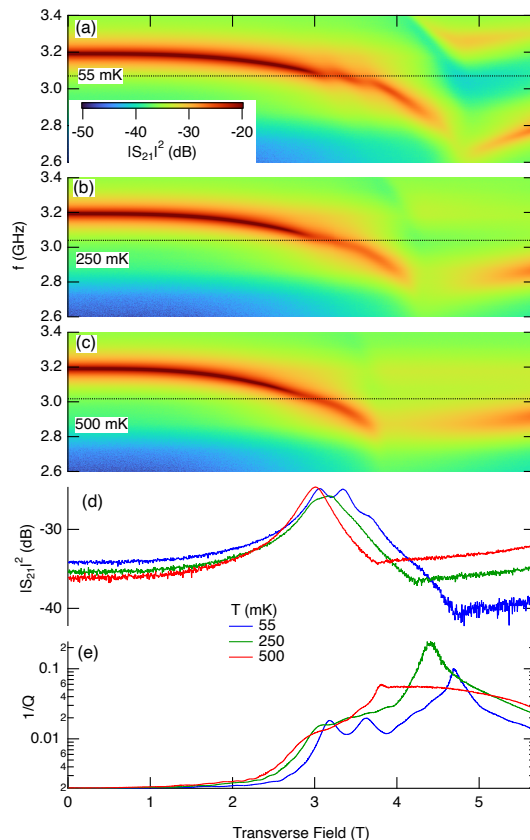 3.4
(a)
3.2
3.0
55 mK
2.8
-50 -40 -30 -20
|S21|² (dB)
2.6
3.4
(b)
3.2
3.0
250 mK
2.8
2.6
f (GHz)
3.4
(c)
3.2
3.0
500 mK
2.8
2.6
(d)
-30
-40
|S21|² (dB)
T (mK)
55
250
500
(e)
6
4
2
0.1
6
4
2
0.01
6
4
2
1/Q
0 1 2 3 4 5
Transverse Field (T)